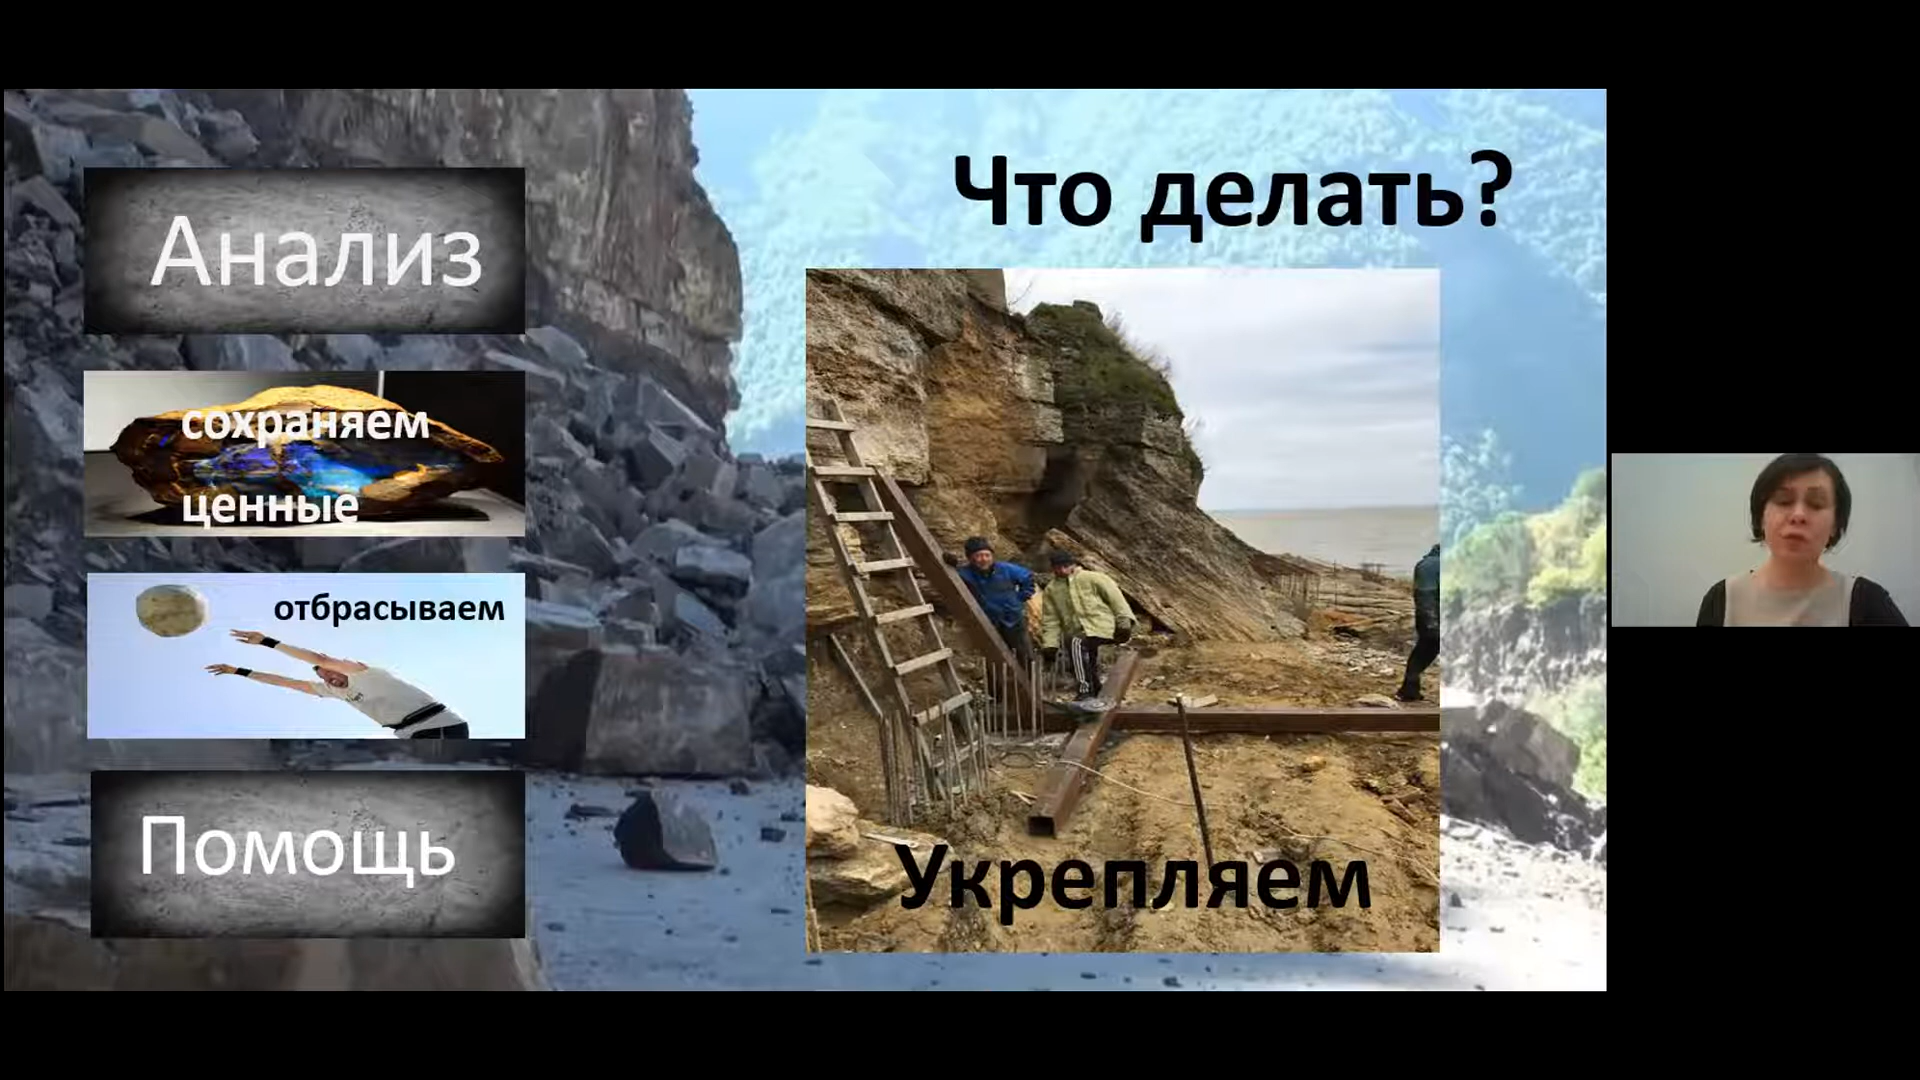 Что делать?
Анализ
сохраняем
ценные
отбрасываем
Помощь
Укрепляем